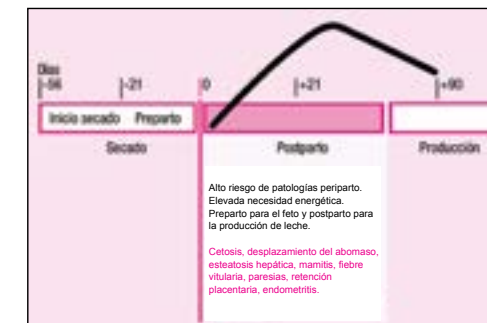 Días
-56 -21 0 +21 +90
Inicio secado Preparto
Secado Postparto Producción
Alto riesgo de patologías periparto.
Elevada necesidad energética.
Preparto para el feto y postparto para
la producción de leche.
Cetosis, desplazamiento del abomaso,
esteatosis hepática, mamitis, fiebre
vitularia, paresias, retención
placentaria, endometritis.